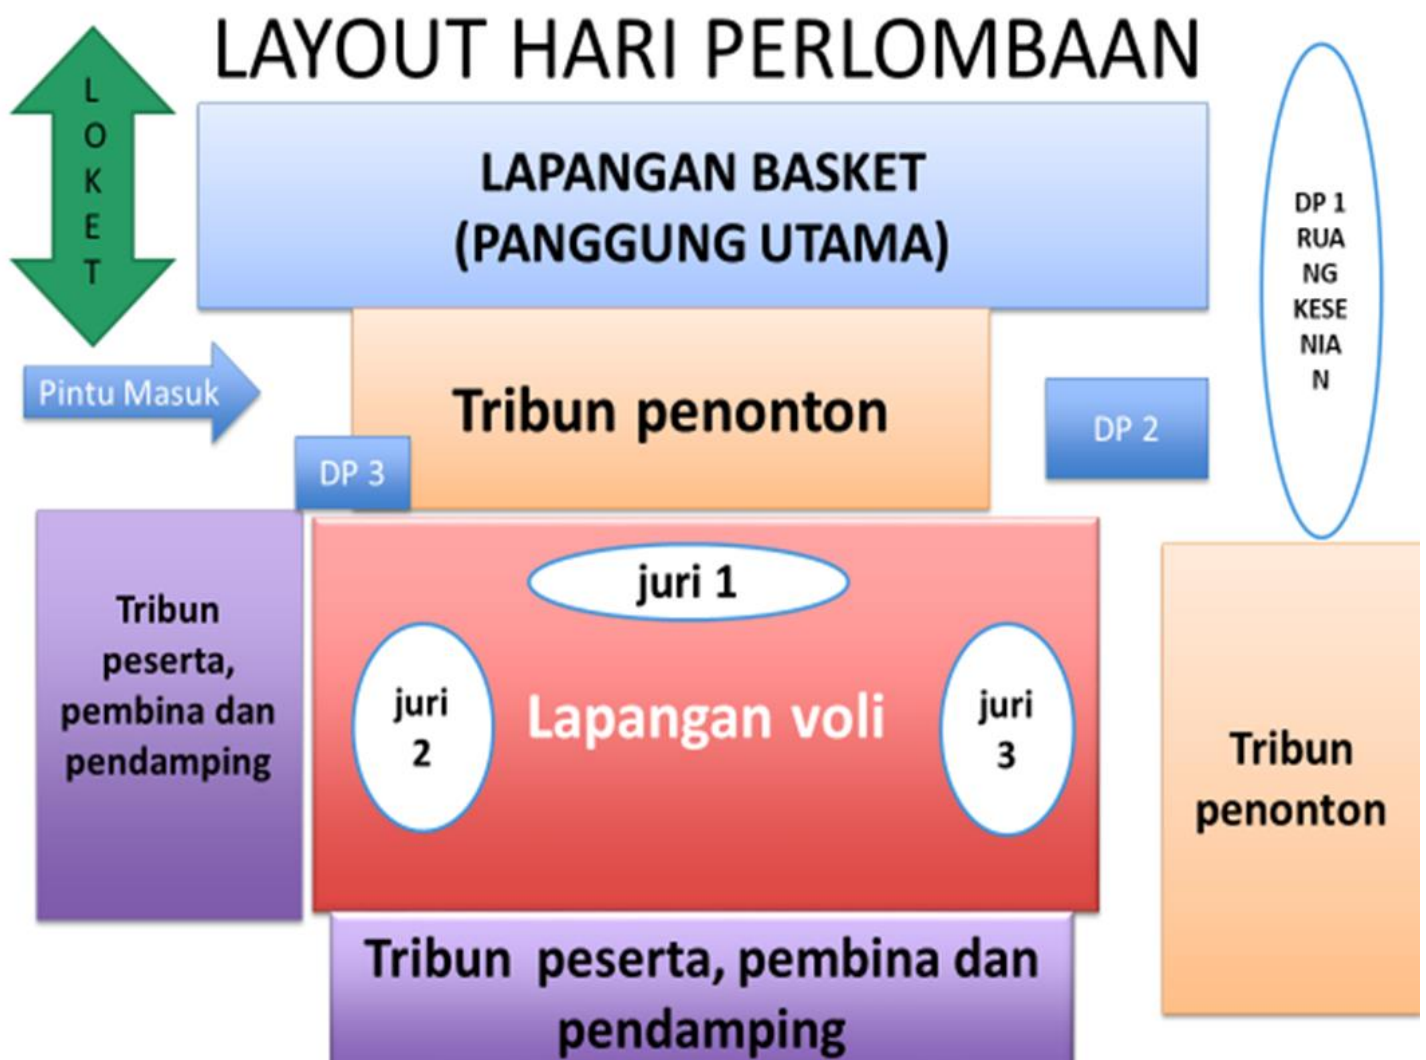 LAYOUT HARI PERLOMBAAN
L
O
K
E
T
LAPANGAN BASKET
(PANGGUNG UTAMA)
DP 1
RUA
NG
KESE
NIA
N
Pintu Masuk
Tribun penonton
DP 2
DP 3
Tribun
peserta,
pembina dan
pendamping
juri 1
juri
2
Lapangan voli
juri
3
Tribun
penonton
Tribun peserta, pembina dan
pendamping